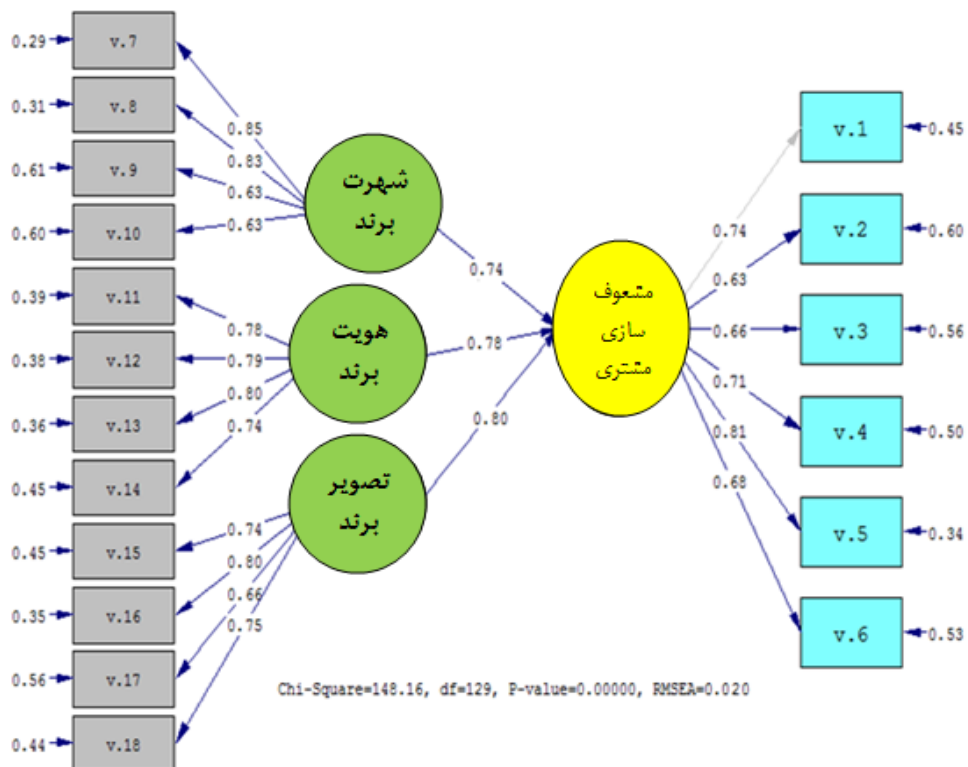 0.29
v.7
0.31
v.8
0.61
v.9
0.60
v.10
0.39
v.11
0.38
v.12
0.36
v.13
0.45
v.14
0.45
v.15
0.35
v.16
0.56
v.17
0.44
v.18
0.85
0.83
0.63
0.63
0.78
0.79
0.80
0.74
0.74
0.80
0.66
0.75
شهرت
برند
هویت
برند
تصویر
برند
0.74
0.78
0.80
مشعوف
سازی
مشتری
0.74
0.63
0.66
0.71
0.81
0.68
v.1
0.45
v.2
0.60
v.3
0.56
v.4
0.50
v.5
0.34
v.6
0.53
Chi-Square=148.16, df=129, P-value=0.00000, RMSEA=0.020